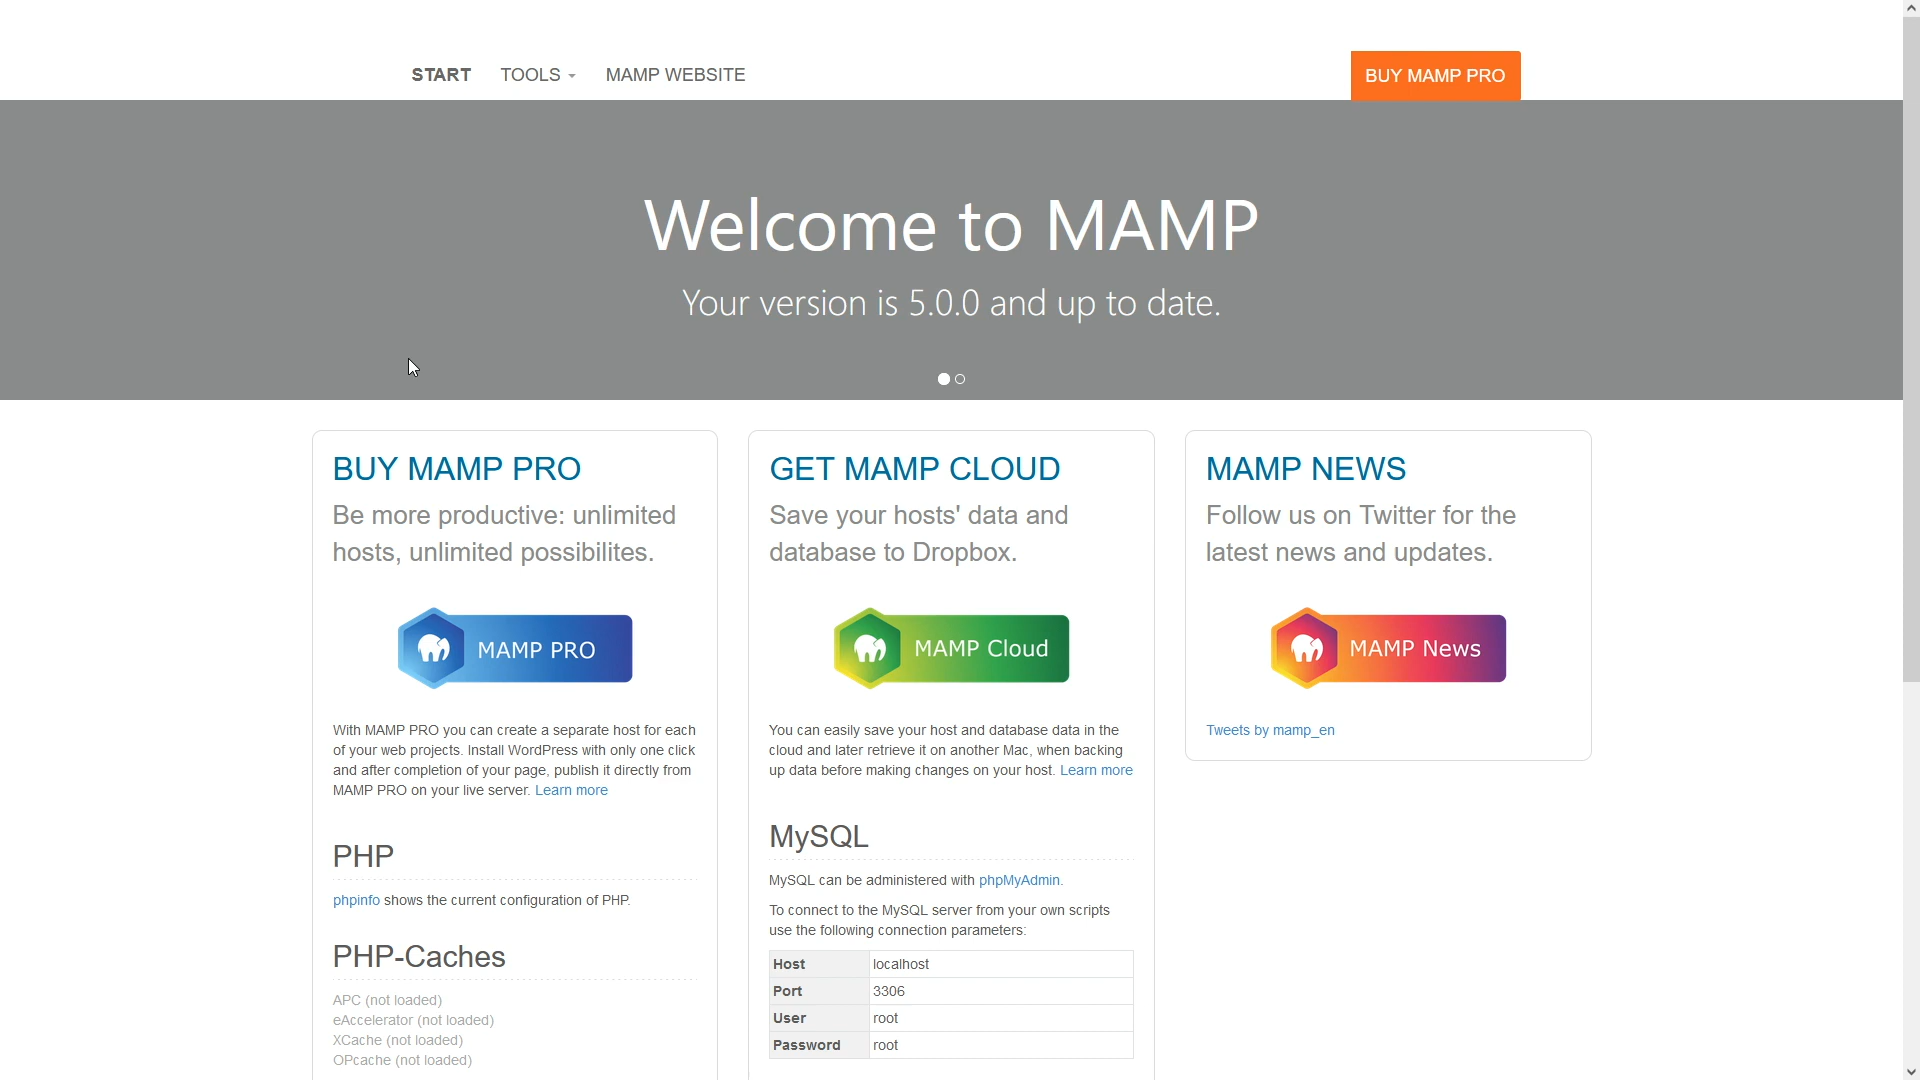 START TOOLS MAMP WEBSITE BUY MAMP PRO
Welcome to MAMP
Your version is 5.0.0 and up to date.
BUY MAMP PRO
Be more productive: unlimited
hosts, unlimited possibilites.
MAMP PRO
With MAMP PRO you can create a separate host for each
of your web projects. Install WordPress with only one click
and after completion of your page, publish it directly from
MAMP PRO on your live server. Learn more
PHP
phpinfo shows the current configuration of PHP.
PHP-Caches
APC (not loaded)
eAccelerator (not loaded)
XCache (not loaded)
OPcache (not loaded)
GET MAMP CLOUD
Save your hosts' data and
database to Dropbox.
MAMP Cloud
You can easily save your host and database data in the
cloud and later retrieve it on another Mac, when backing
up data before making changes on your host. Learn more
MySQL
MySQL can be administered with phpMyAdmin.
To connect to the MySQL server from your own scripts
use the following connection parameters:
Host localhost
Port 3306
User root
Password root
MAMP NEWS
Follow us on Twitter for the
latest news and updates.
MAMP News
Tweets by mamp_en